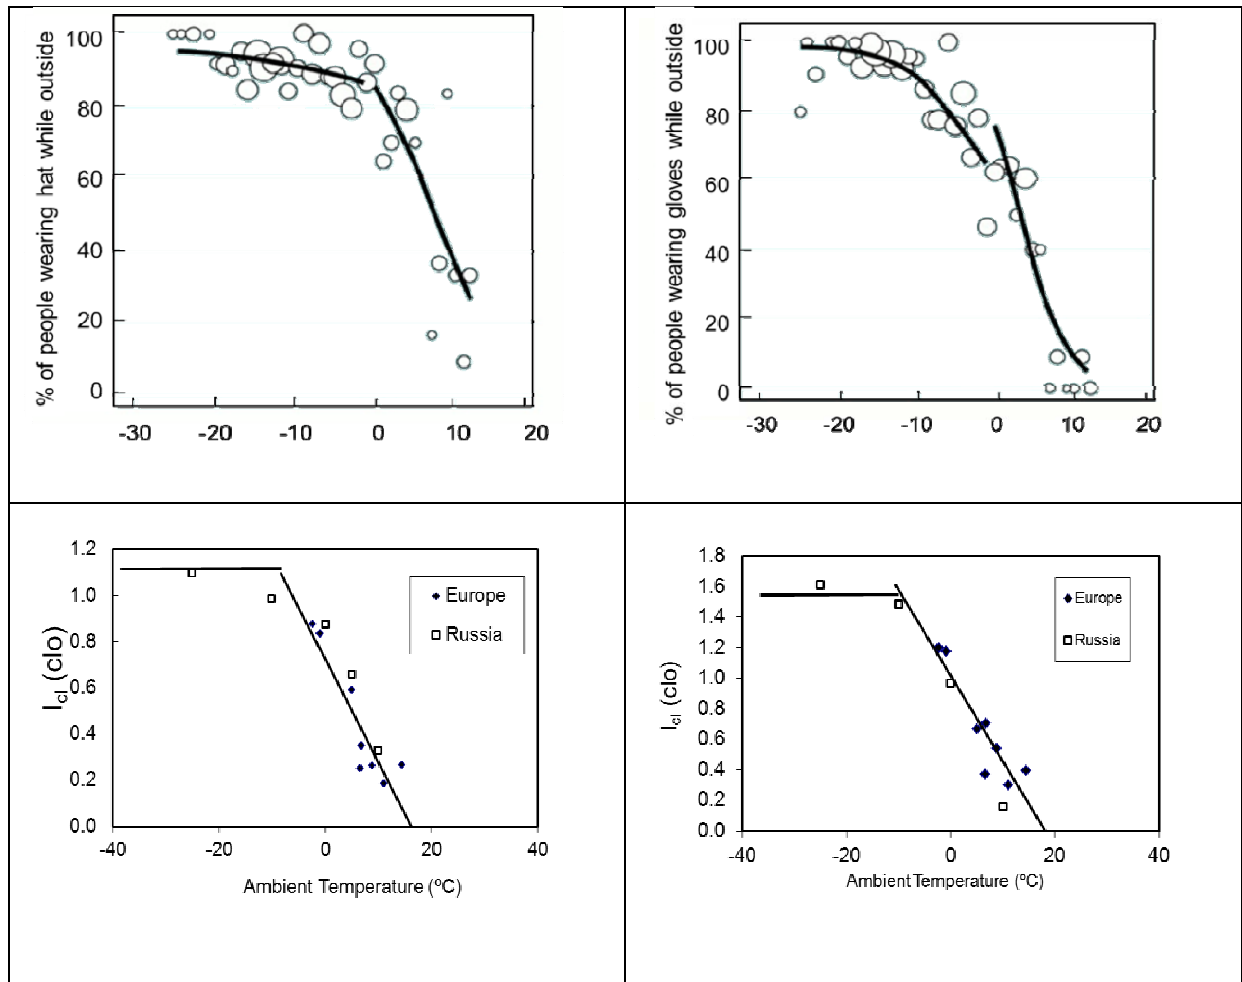 % of people wearing hat while outside
100
80
60
40
20
0
-30 -20 -10 0 10 20
% of people wearing gloves while outside
100
80
60
40
20
0
-30 -20 -10 0 10 20
Icl (clo)
1.2
1.0
0.8
0.6
0.4
0.2
0.0
Europe
Russia
-40 -20 0 20 40
Ambient Temperature (ºC)
Icl (clo)
1.8
1.6
1.4
1.2
1.0
0.8
0.6
0.4
0.2
0.0
Europe
Russia
-40 -20 0 20 40
Ambient Temperature (ºC)